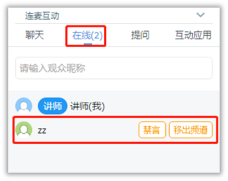 连麦互动
聊天 在线(2) 提问 互动应用
请输入观众昵称
讲师 讲师(我)
zz 禁言 移出频道